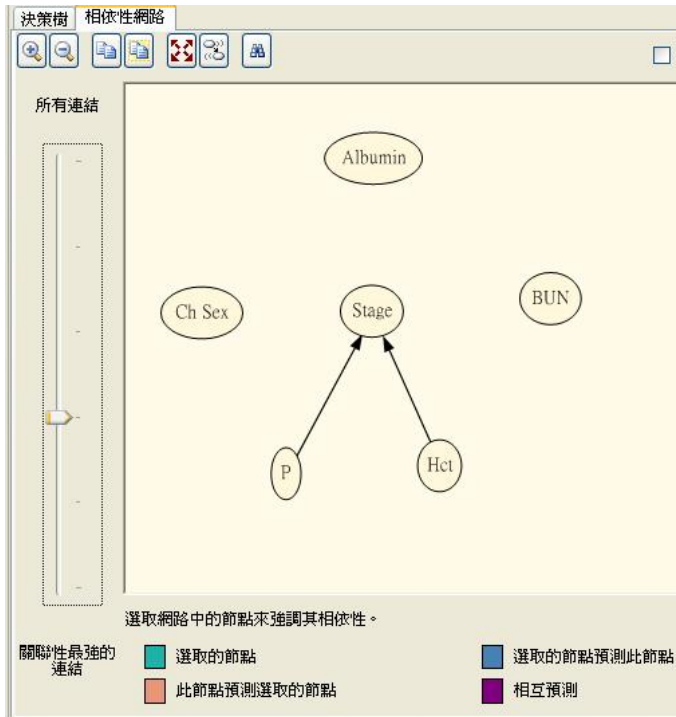 決策樹 相依性網路
所有連結
Albumin
Ch Sex
Stage
BUN
P
Hct
選取網路中的節點來強調其相依性。
關聯性最強的
連結
選取的節點
選取的節點預測此節點
此節點預測選取的節點
相互預測